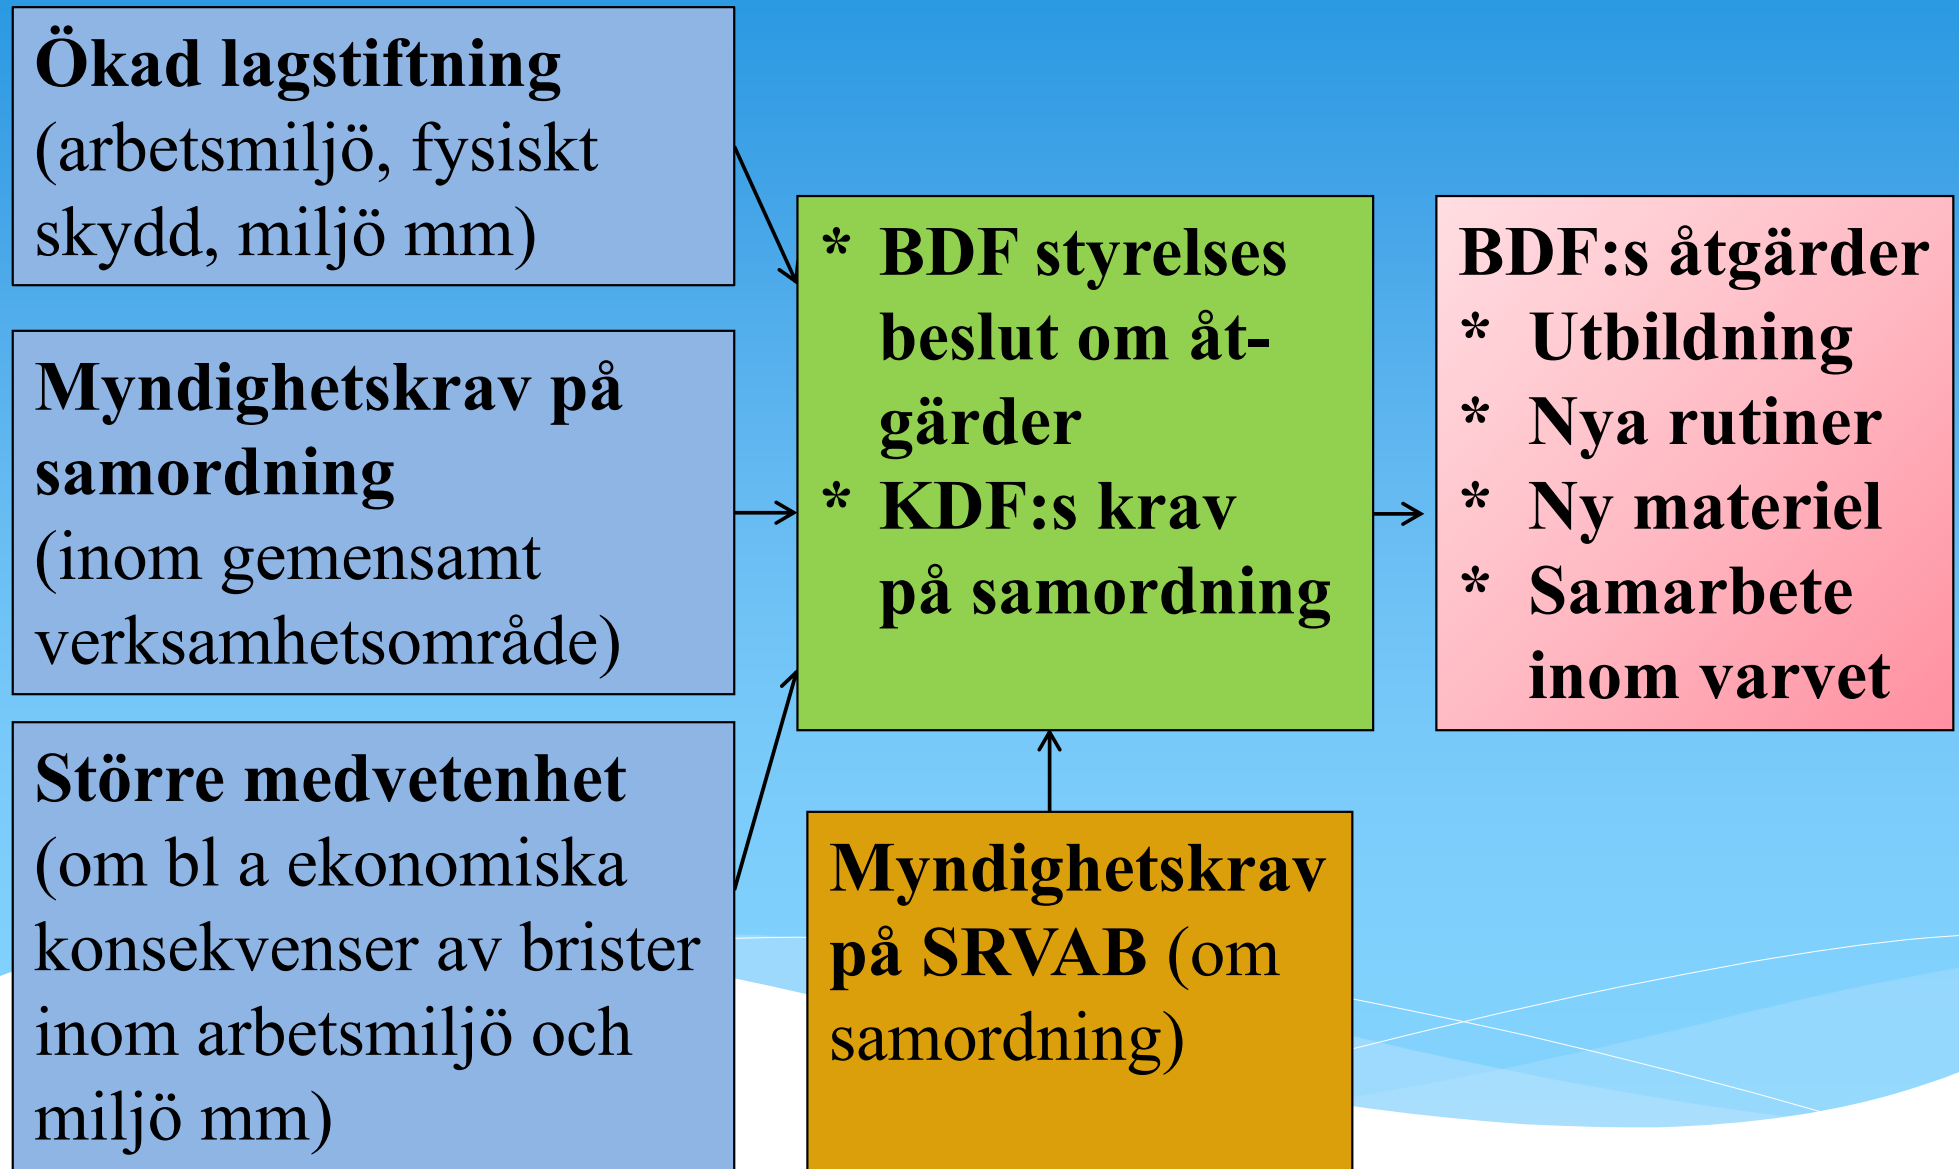 Ökad lagstiftning
(arbetsmiljö, fysiskt
skydd, miljö mm)
Myndighetskrav på
samordning
(inom gemensamt
verksamhetsområde)
Större medvetenhet
(om bl a ekonomiska
konsekvenser av brister
inom arbetsmiljö och
miljö mm)
* BDF styrelses
beslut om åt-
gärder
* KDF:s krav
på samordning
Myndighetskrav
på SRVAB (om
samordning)
BDF:s åtgärder
* Utbildning
* Nya rutiner
* Ny materiel
* Samarbete
inom varvet